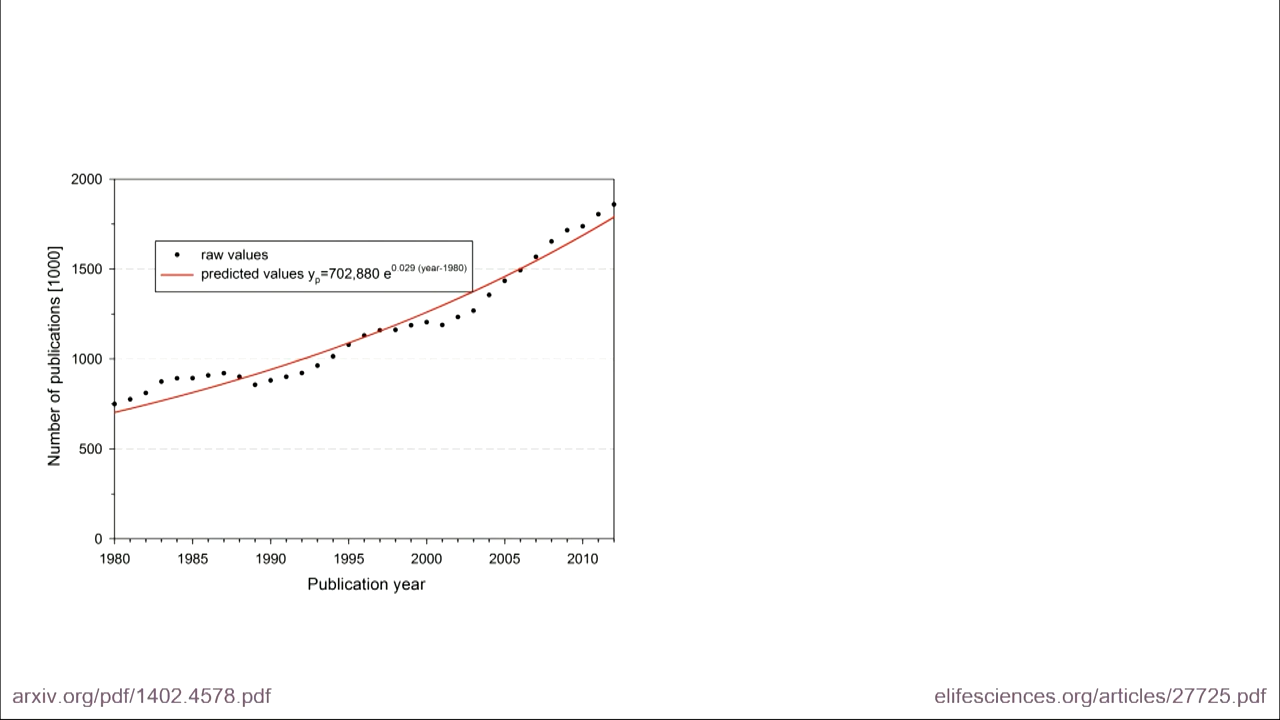 2000
1500
1000
500
0
Number of publications [1000]
raw values
predicted values yp=702,880 e0.029 (year-1980)
1980 1985 1990 1995 2000 2005 2010
Publication year
arxiv.org/pdf/1402.4578.pdf
elifesciences.org/articles/27725.pdf